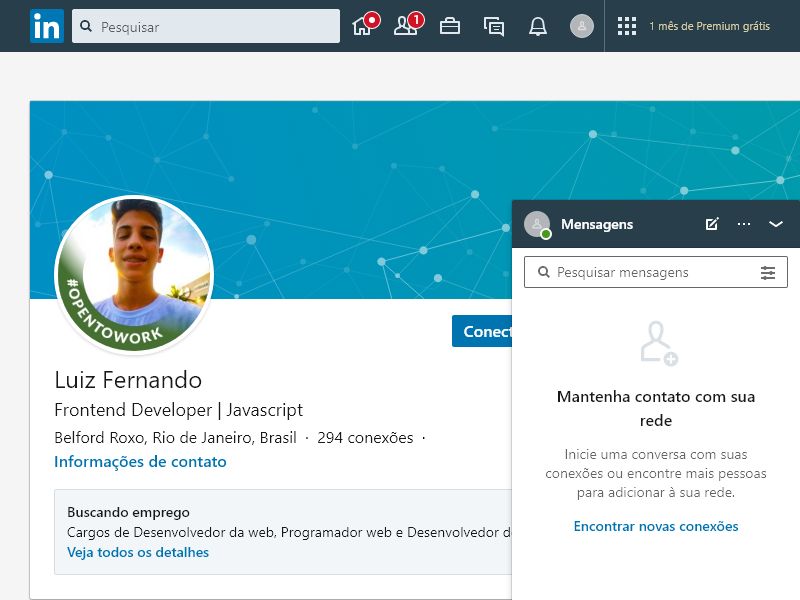 in
Pesquisar
1
1 mês de Premium grátis
Mensagens
Pesquisar mensagens
#OPENTOWORK
Conect
Luiz Fernando
Frontend Developer | Javascript
Belford Roxo, Rio de Janeiro, Brasil · 294 conexões ·
Informações de contato
Buscando emprego
Cargos de Desenvolvedor da web, Programador web e Desenvolvedor d
Veja todos os detalhes
Mantenha contato com sua
rede
Inicie uma conversa com suas
conexões ou encontre mais pessoas
para adicionar à sua rede.
Encontrar novas conexões